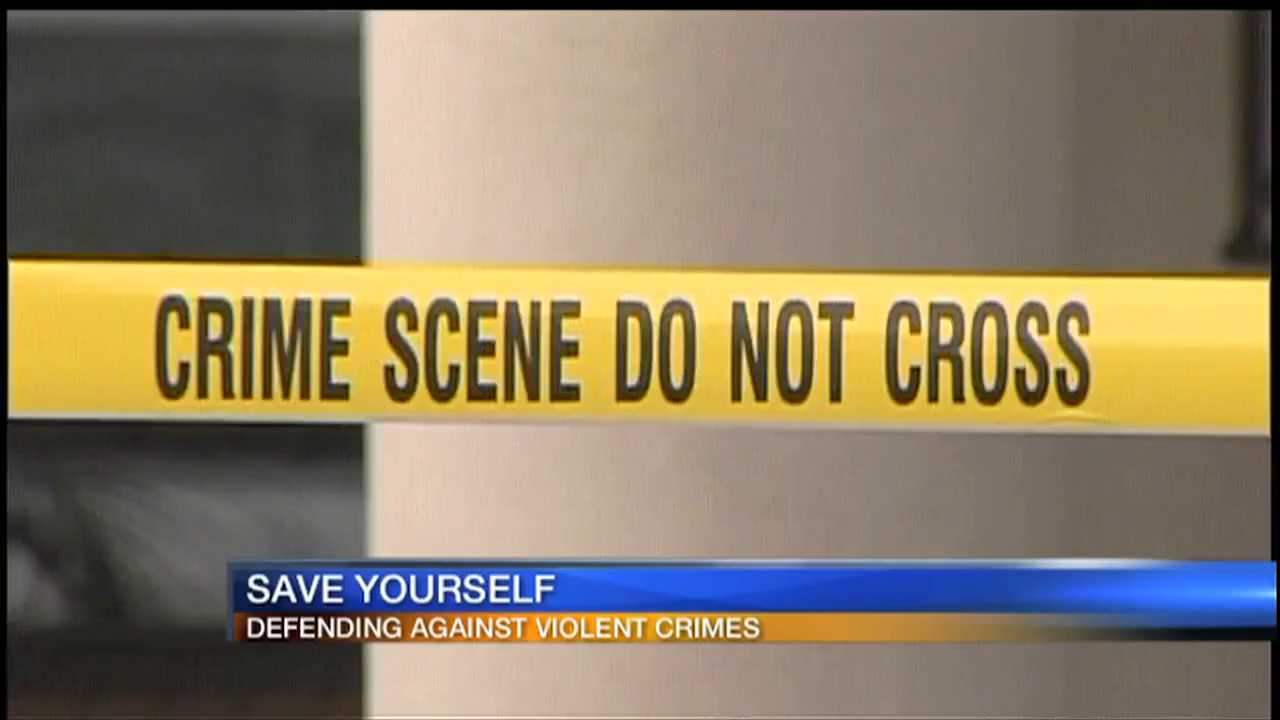 CRIME SCENE DO NOT CROSS
SAVE YOURSELF
DEFENDING AGAINST VIOLENT CRIMES